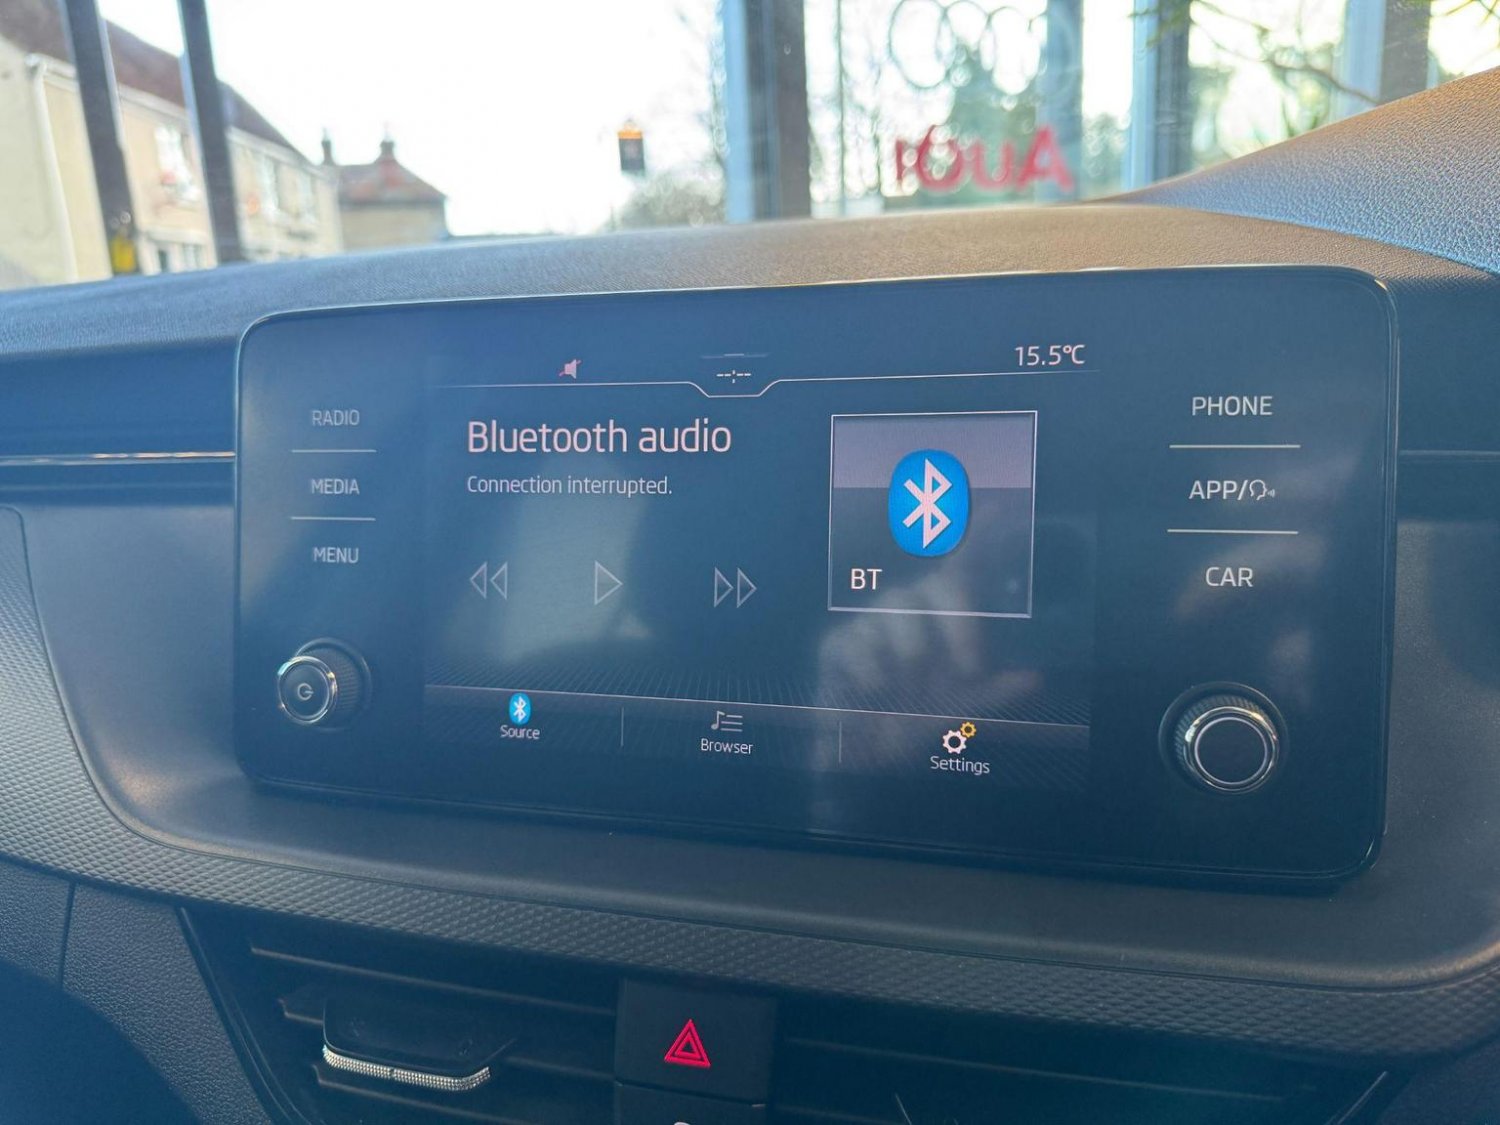 Audi
15.5°C
--:--
RADIO
MEDIA
MENU
Bluetooth audio
Connection interrupted.
BT
PHONE
APP/
CAR
Source
Browser
Settings